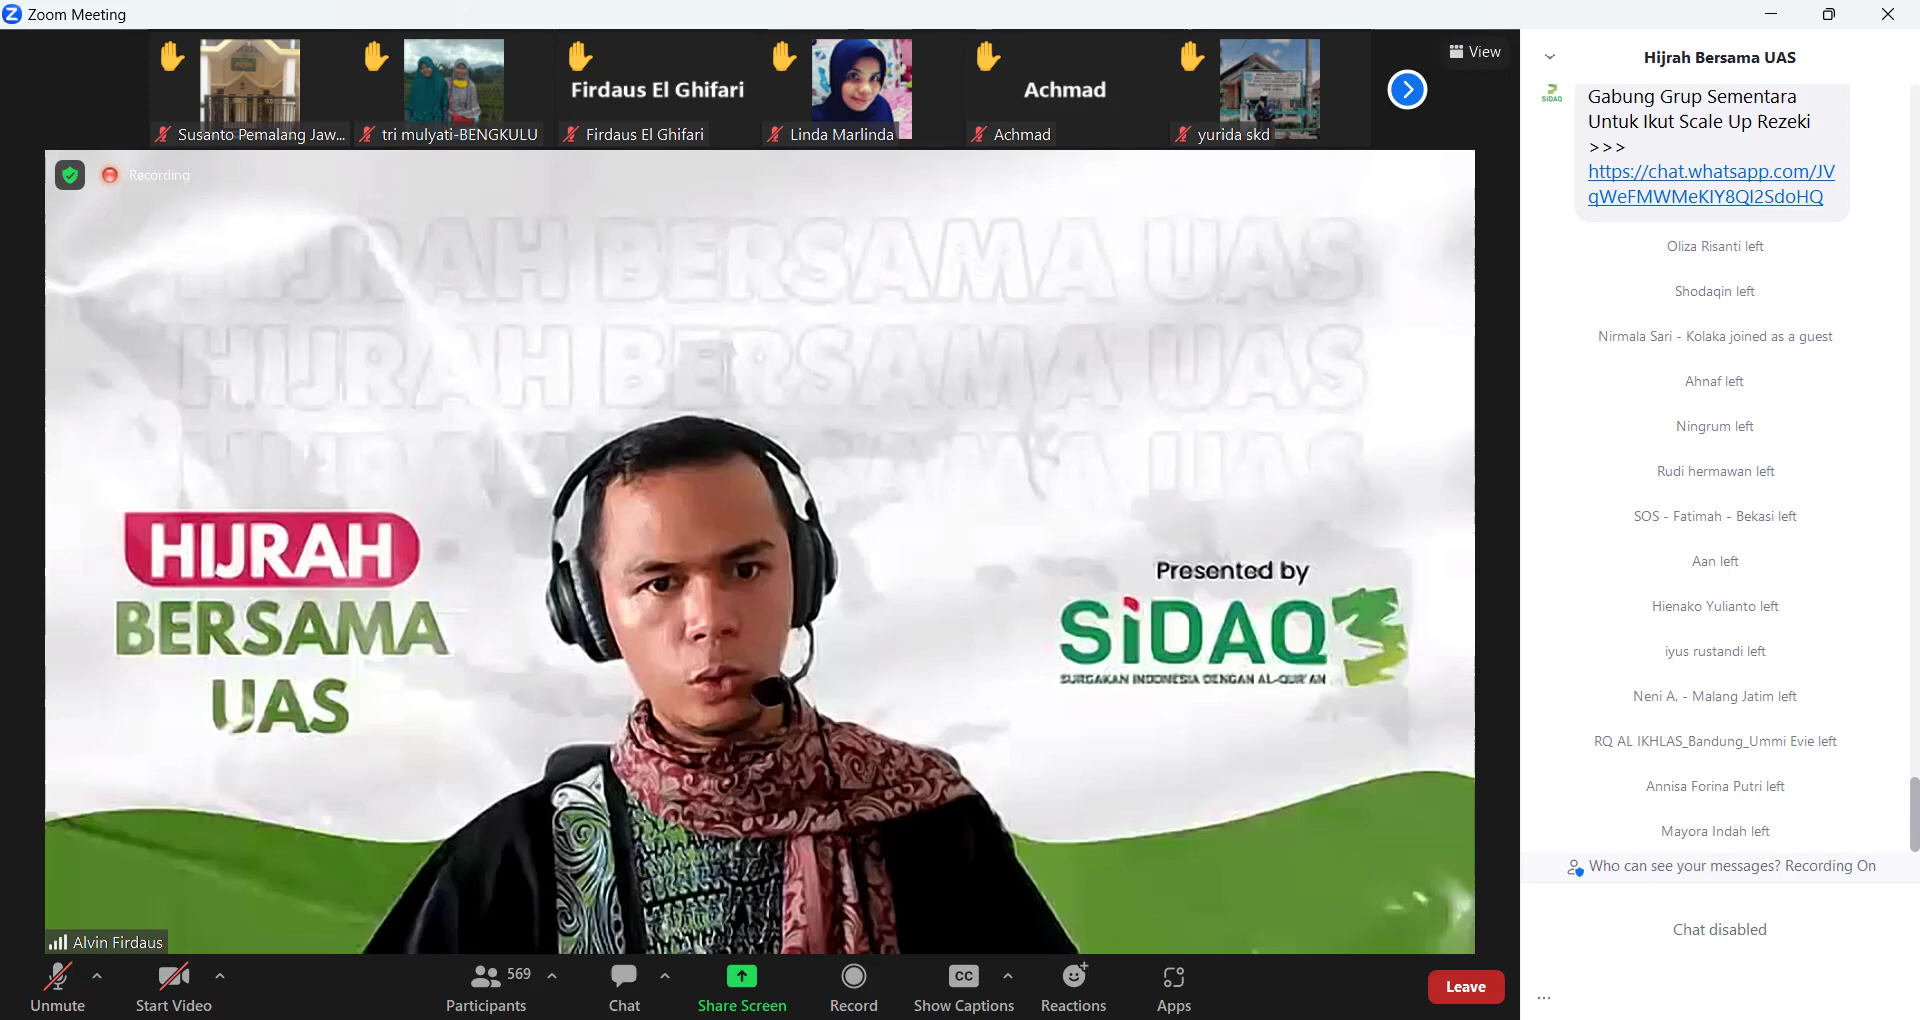 Zoom Meeting
Susanto Pemalang Jaw...
tri mulyati-BENGKULU
Firdaus El Ghifari
Firdaus El Ghifari
Linda Marlinda
Achmad
Achmad
yurida skd
View
Recording
HIJRAH BERSAMA UAS
HIJRAH BERSAMA UAS
HIJRAH
BERSAMA
UAS
Presented by
SiDAQ3
SURGAKAN INDONESIA DENGAN AL-QUR'AN
Alvin Firdaus
Unmute
Start Video
569
Participants
Chat
Share Screen
Record
CC
Show Captions
Reactions
Apps
Leave
Hijrah Bersama UAS
SiDAQ
Gabung Grup Sementara
Untuk Ikut Scale Up Rezeki
>>>
https://chat.whatsapp.com/JV
qWeFMWMeKIY8QI2SdoHQ
Oliza Risanti left
Shodaqin left
Nirmala Sari - Kolaka joined as a guest
Ahnaf left
Ningrum left
Rudi hermawan left
SOS - Fatimah - Bekasi left
Aan left
Hienako Yulianto left
iyus rustandi left
Neni A. - Malang Jatim left
RQ AL IKHLAS_Bandung_Ummi Evie left
Annisa Forina Putri left
Mayora Indah left
Who can see your messages? Recording On
Chat disabled
...